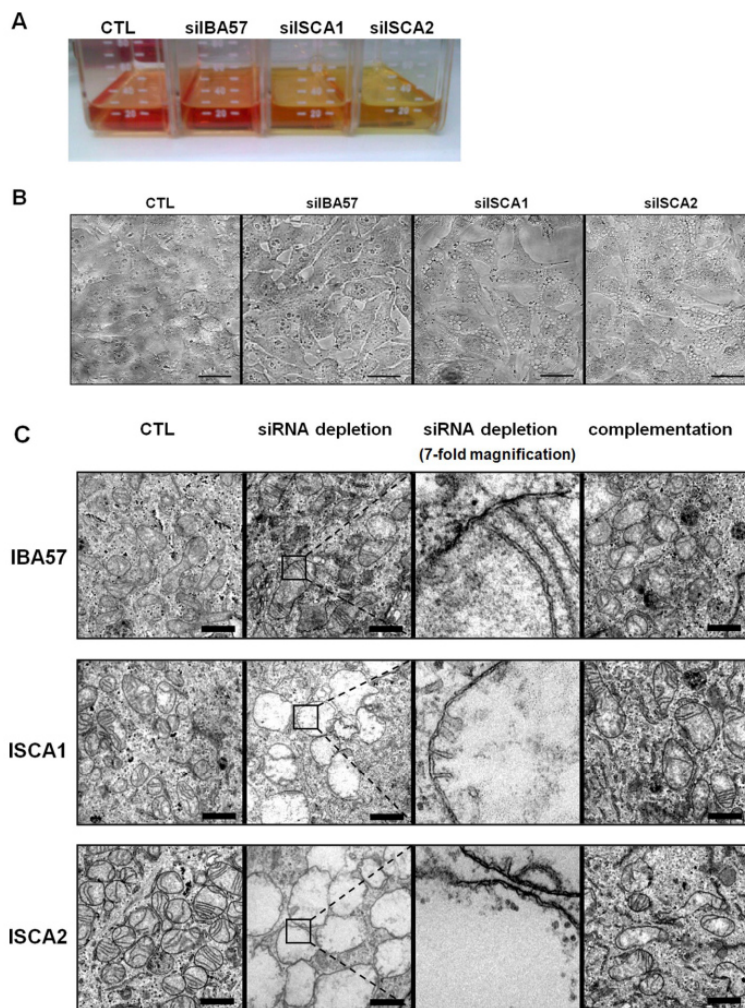 A
CTL siIBA57 siISCA1 siISCA2
40 40 40
20 20 20 20
B
CTL siIBA57 siISCA1 siISCA2
C
CTL siRNA depletion siRNA depletion complementation
(7-fold magnification)
IBA57
ISCA1
ISCA2